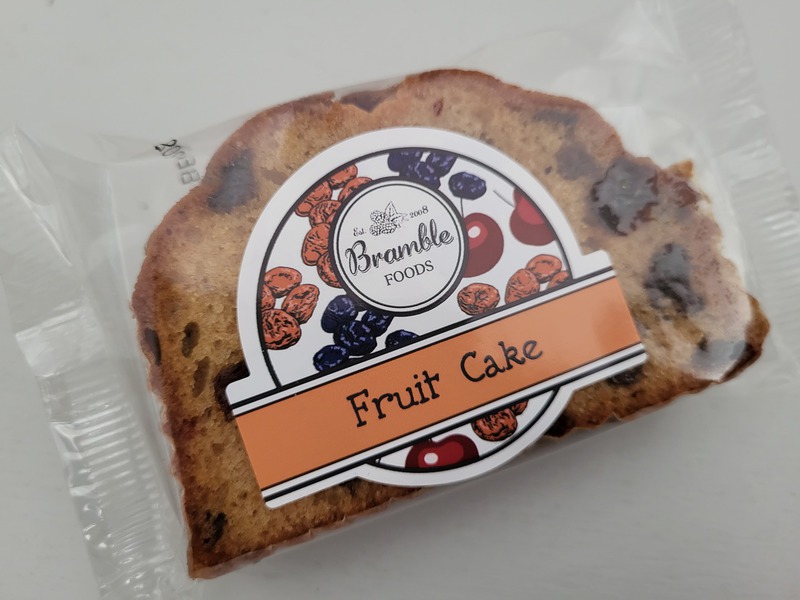 Est. 2008
Bramble
FOODS
Fruit Cake